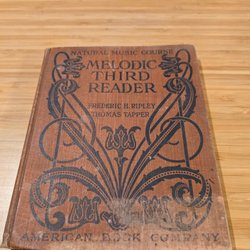 NATURAL MUSIC COURSE
MELODIC
THIRD
READER
FREDERIC H. RIPLEY
THOMAS TAPPER
AMERICAN BOOK COMPANY